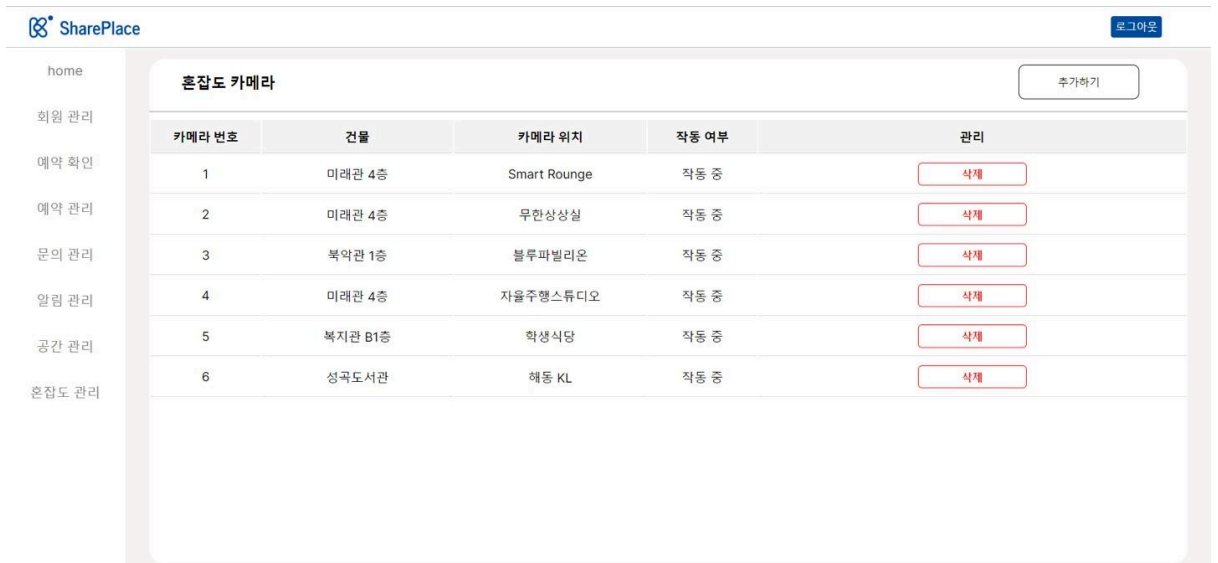 SharePlace 로그아웃
home
회원 관리
예약 확인
예약 관리
문의 관리
알림 관리
공간 관리
혼잡도 관리
혼잡도 카메라 추가하기
카메라 번호 건물 카메라 위치 작동 여부 관리
1 미래관 4층 Smart Rounge 작동 중 삭제
2 미래관 4층 무한상상실 작동 중 삭제
3 북악관 1층 블루파빌리온 작동 중 삭제
4 미래관 4층 자율주행스튜디오 작동 중 삭제
5 복지관 B1층 학생식당 작동 중 삭제
6 성곡도서관 해동 KL 작동 중 삭제